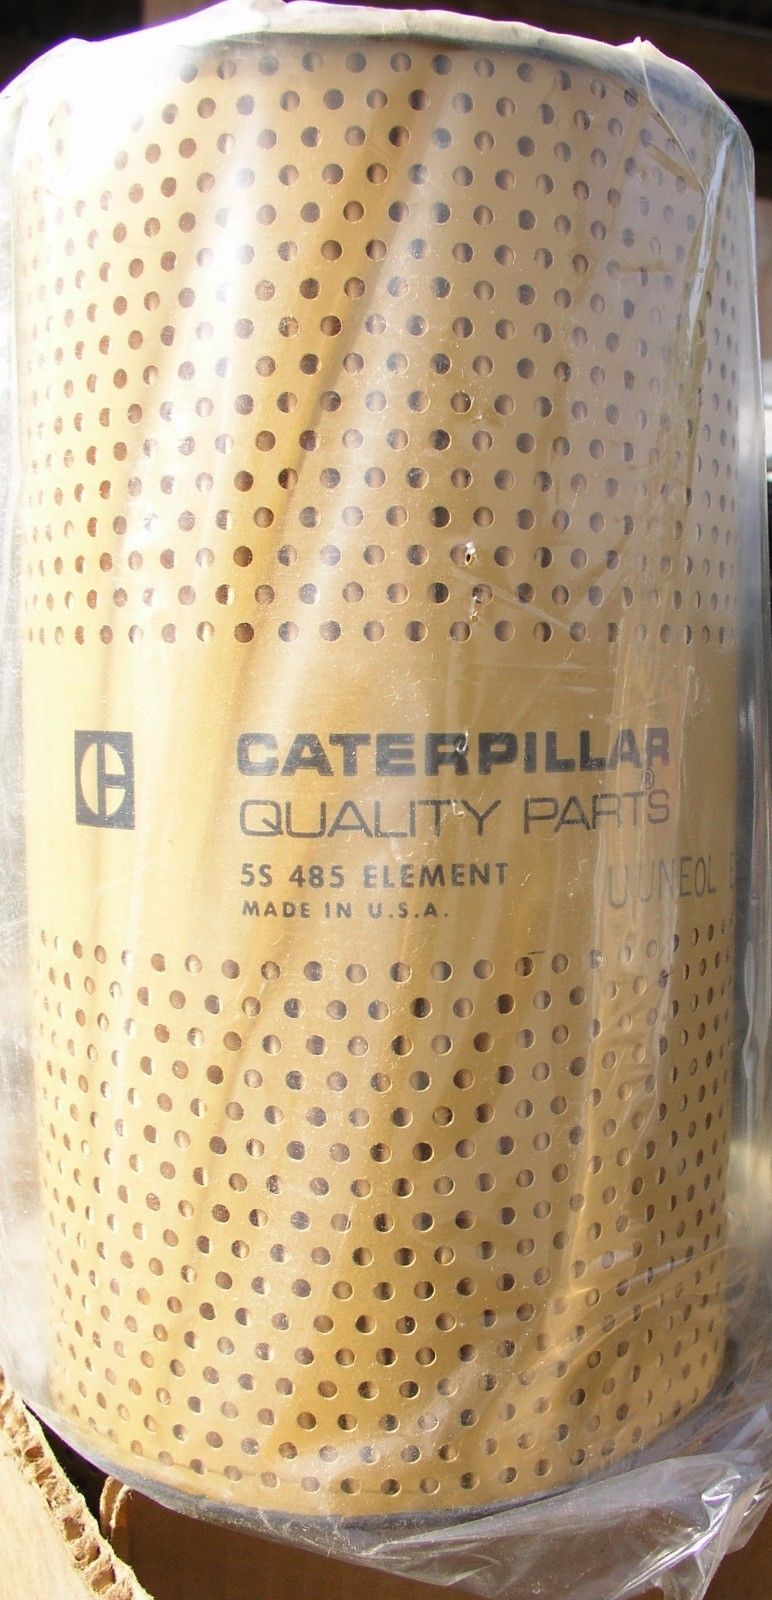 CATERPILLAR
QUALITY PARTS®
5S 485 ELEMENT
MADE IN U.S.A.